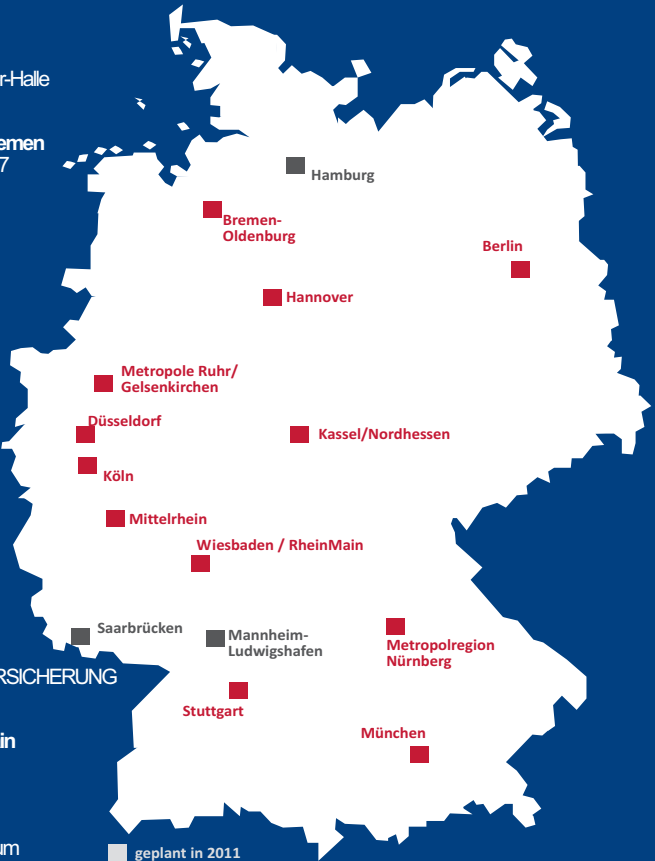 r-Halle
emen
7
Hamburg
Bremen-
Oldenburg
Berlin
Hannover
Metropole Ruhr/
Gelsenkirchen
Düsseldorf
Kassel/Nordhessen
Köln
Mittelrhein
Wiesbaden / RheinMain
Saarbrücken
Mannheim-
Ludwigshafen
Metropolregion
Nürnberg
RSICHERUNG
Stuttgart
München
in
um
geplant in 2011